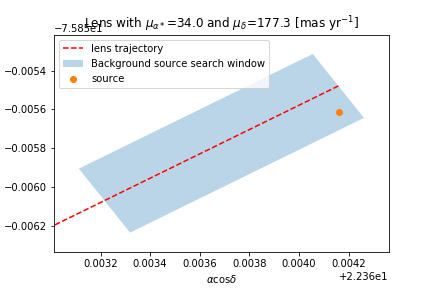 −7.585e1
Lens with μα*=34.0 and μδ=177.3 [mas yr−1]
lens trajectory
Background source search window
source
−0.0054
−0.0056
−0.0058
−0.0060
−0.0062
0.0032 0.0034 0.0036 0.0038 0.0040 0.0042
+2.236e1
αcosδ